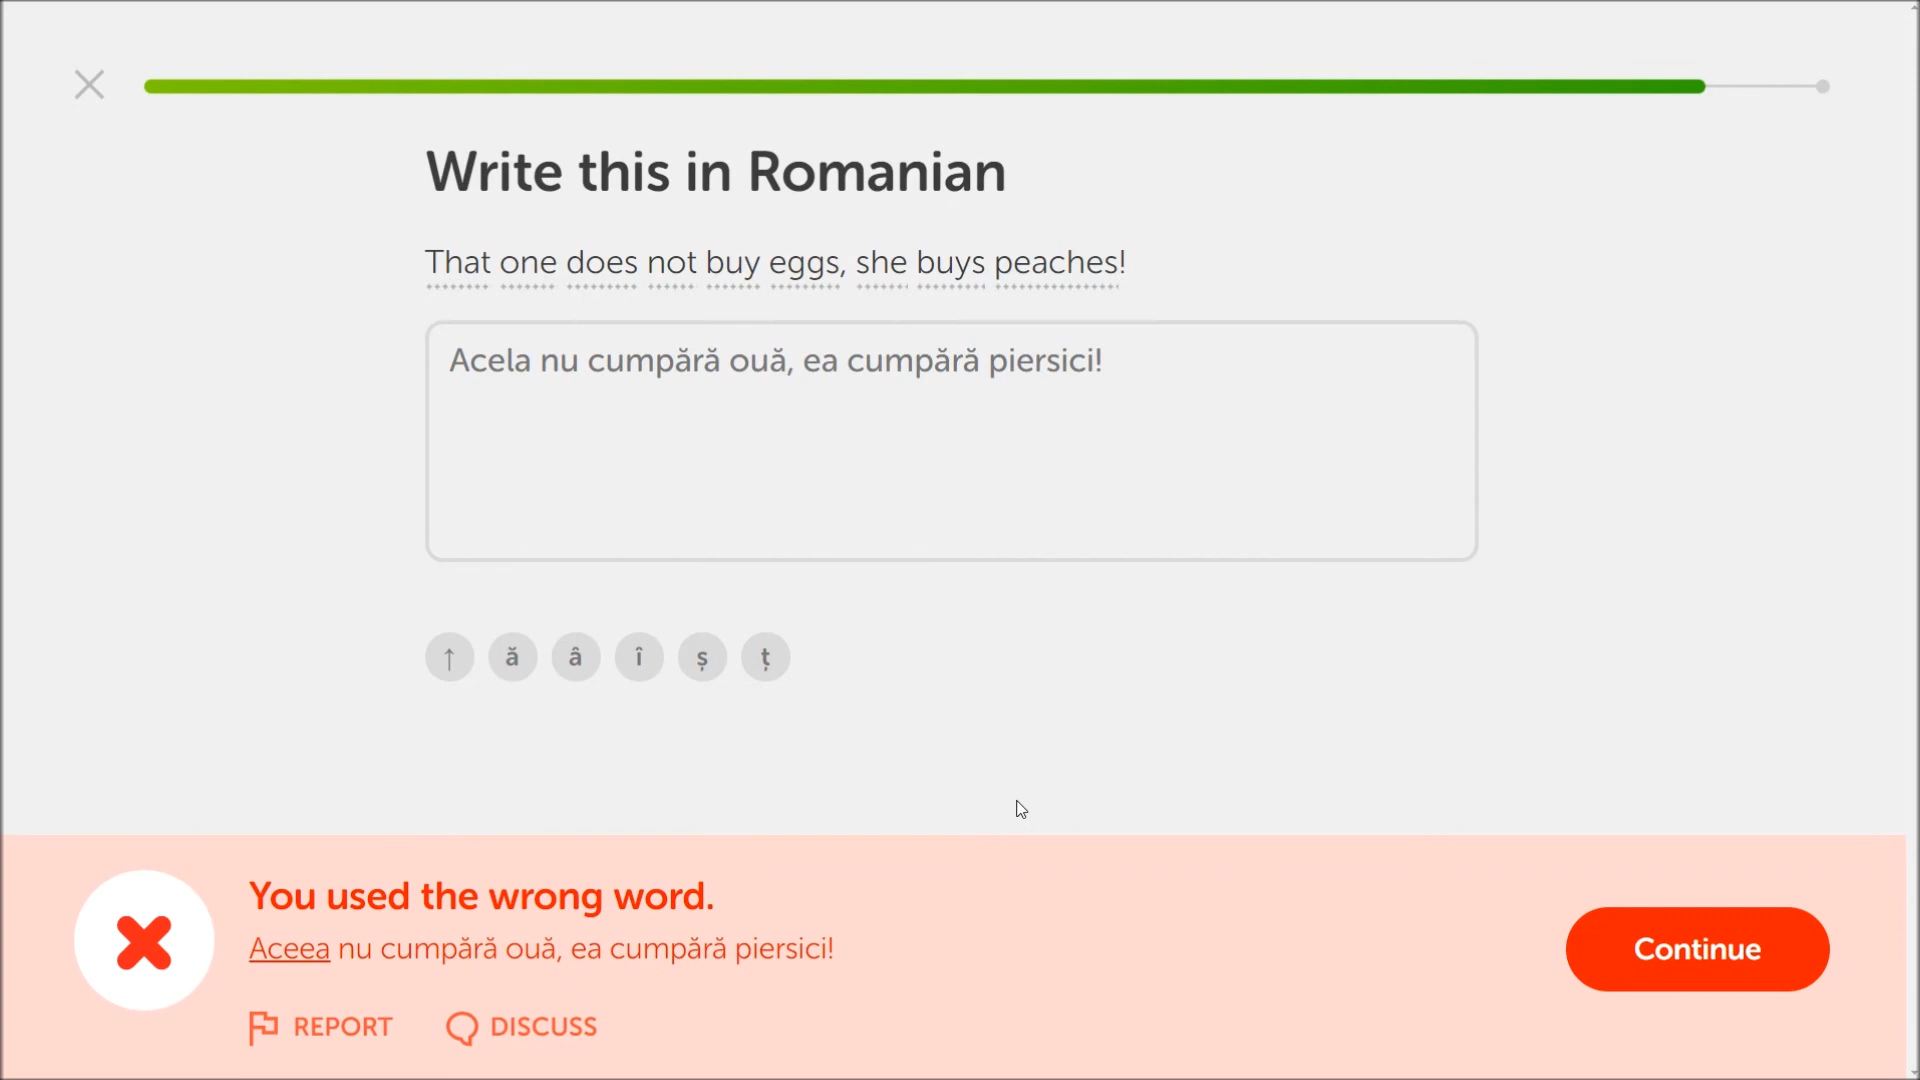 Write this in Romanian
That one does not buy eggs, she buys peaches!
Acela nu cumpără ouă, ea cumpără piersici!
↑ ă â î ș ț
You used the wrong word.
Aceea nu cumpără ouă, ea cumpără piersici!
Continue
REPORT DISCUSS